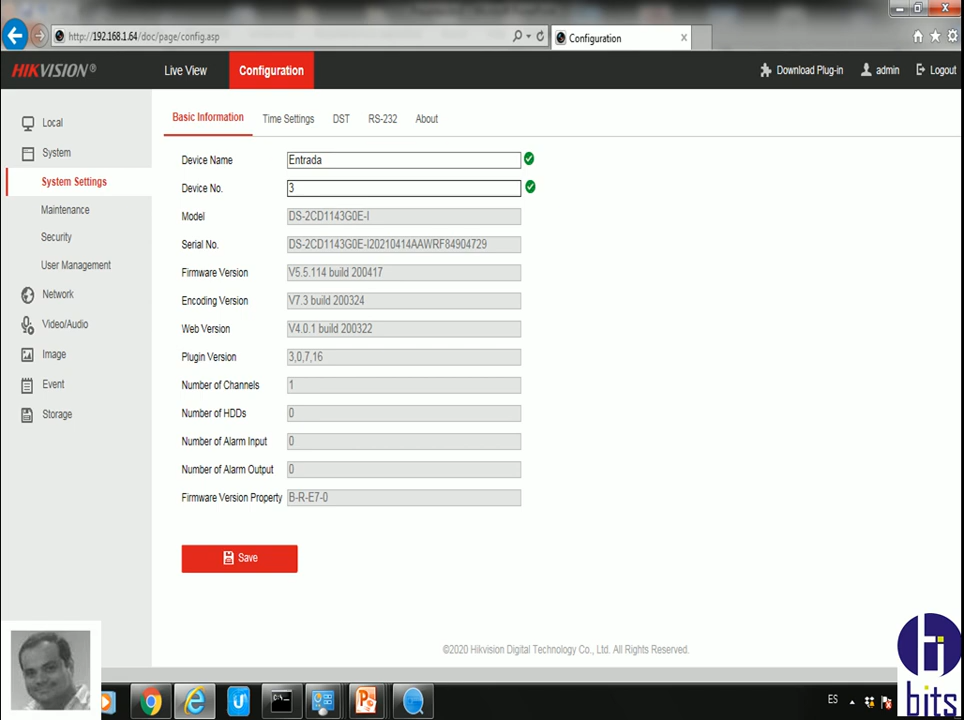 http://192.168.1.64/doc/page/config.asp
Configuration
HIKVISION®
Live View
Configuration
Download Plug-in
admin
Logout
Local
System
System Settings
Maintenance
Security
User Management
Network
Video/Audio
Image
Event
Storage
Basic Information
Time Settings
DST
RS-232
About
Device Name Entrada
Device No. 3
Model DS-2CD1143G0E-I
Serial No. DS-2CD1143G0E-I20210414AAWRF84904729
Firmware Version V5.5.114 build 200417
Encoding Version V7.3 build 200324
Web Version V4.0.1 build 200322
Plugin Version 3,0,7,16
Number of Channels 1
Number of HDDs 0
Number of Alarm Input 0
Number of Alarm Output 0
Firmware Version Property B-R-E7-0
Save
©2020 Hikvision Digital Technology Co., Ltd. All Rights Reserved.
ES
hi
bits